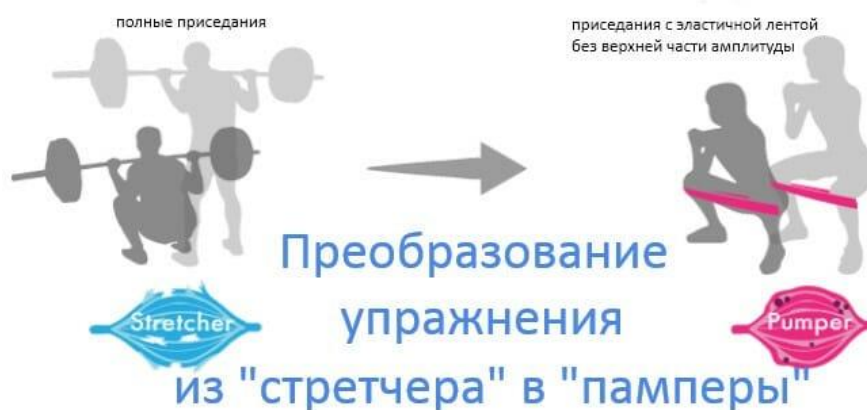 полные приседания
приседания с эластичной лентой
без верхней части амплитуды
Преобразование
упражнения
Stretcher
Pumper
из "стретчера" в "памперы"